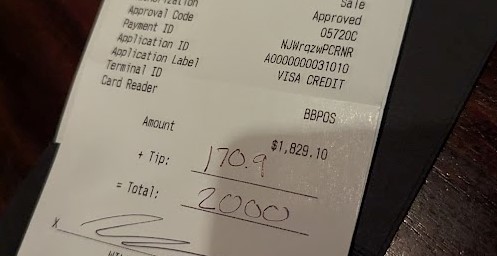 Sale
Approval Code Approved
Payment ID 05720C
Application ID NJWrqzwPCRNR
Application Label A0000000031010
Terminal ID VISA CREDIT
Card Reader
BBPOS
Amount $1,829.10
+ Tip: 170.9
= Total: 2000
X